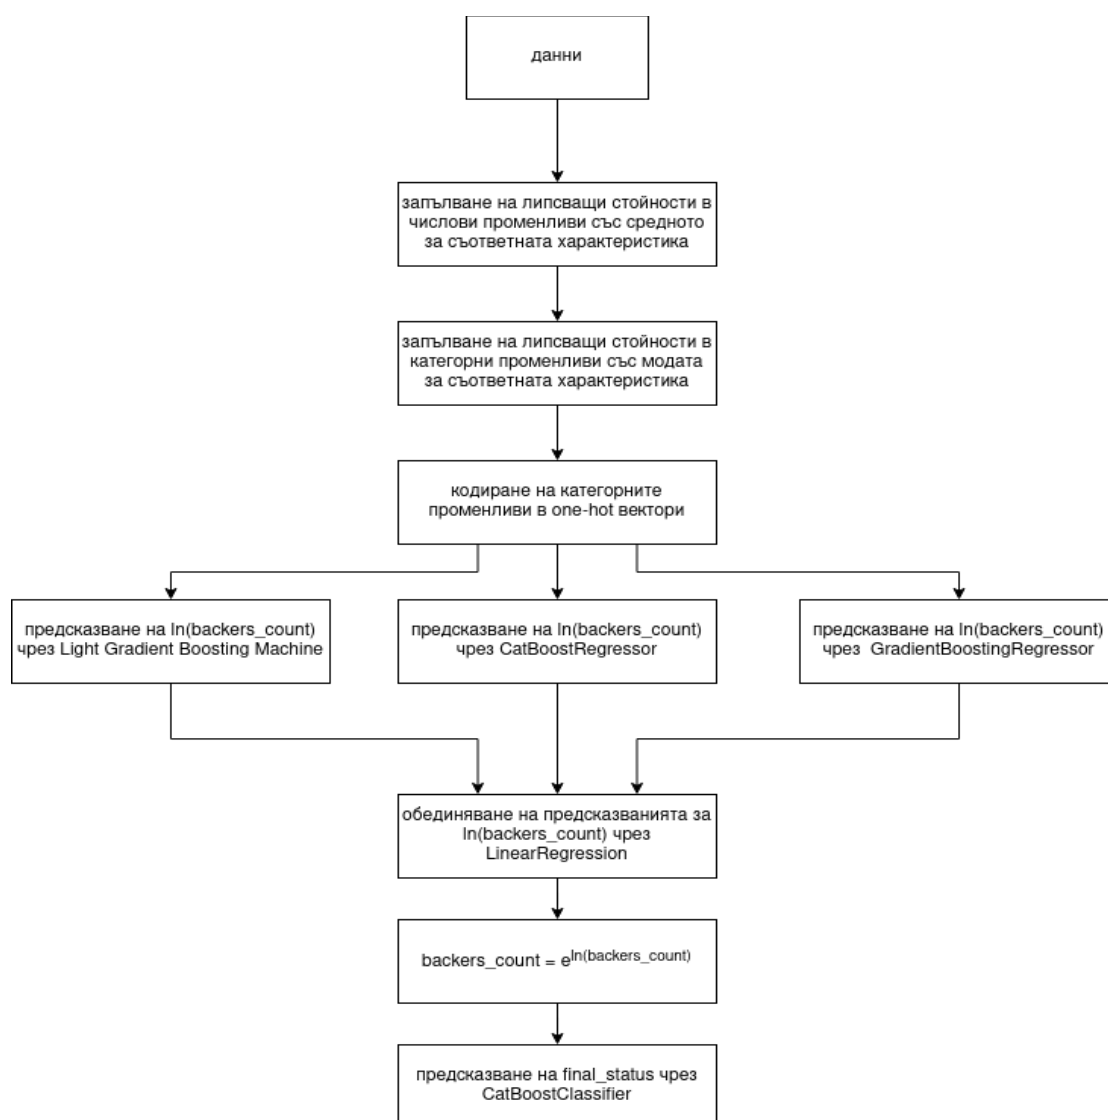 данни
запълване на липсващи стойности в
числови променливи със средното
за съответната характеристика
запълване на липсващи стойности в
категорни променливи със модата
за съответната характеристика
кодиране на категорните
променливи в one-hot вектори
предсказване на ln(backers_count)
чрез Light Gradient Boosting Machine
предсказване на ln(backers_count)
чрез CatBoostRegressor
предсказване на ln(backers_count)
чрез GradientBoostingRegressor
обединяване на предсказванията за
ln(backers_count) чрез
LinearRegression
backers_count = e^ln(backers_count)
предсказване на final_status чрез
CatBoostClassifier